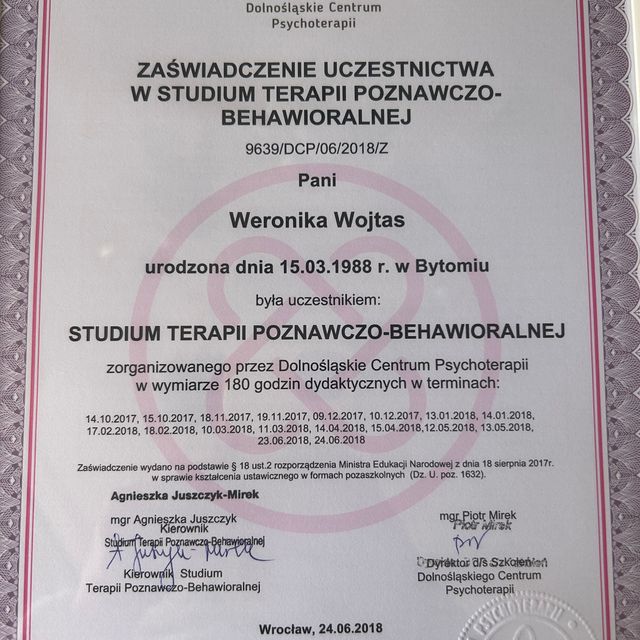 Dolnośląskie Centrum
Psychoterapii
ZAŚWIADCZENIE UCZESTNICTWA
W STUDIUM TERAPII POZNAWCZO-
BEHAWIORALNEJ
9639/DCP/06/2018/Z
Pani
Weronika Wojtas
urodzona dnia 15.03.1988 r. w Bytomiu
była uczestnikiem:
STUDIUM TERAPII POZNAWCZO-BEHAWIORALNEJ
zorganizowanego przez Dolnośląskie Centrum Psychoterapii
w wymiarze 180 godzin dydaktycznych w terminach:
14.10.2017, 15.10.2017, 18.11.2017, 19.11.2017, 09.12.2017, 10.12.2017, 13.01.2018, 14.01.2018,
17.02.2018, 18.02.2018, 10.03.2018, 11.03.2018, 14.04.2018, 15.04.2018,12.05.2018, 13.05.2018,
23.06.2018, 24.06.2018
Zaświadczenie wydano na podstawie § 18 ust.2 rozporządzenia Ministra Edukacji Narodowej z dnia 18 sierpnia 2017r.
w sprawie kształcenia ustawicznego w formach pozaszkolnych (Dz. U. poz. 1632).
Agnieszka Juszczyk-Mirek
mgr Agnieszka Juszczyk
Kierownik
Studium Terapii Poznawczo-Behawioralnej
Kierownik Studium
Terapii Poznawczo-Behawioralnej
mgr Piotr Mirek
Piotr Mirek
Dyrektor d/s Szkoleń
Dolnośląskiego Centrum
Psychoterapii
Wrocław, 24.06.2018
PSYCHOTERAPII